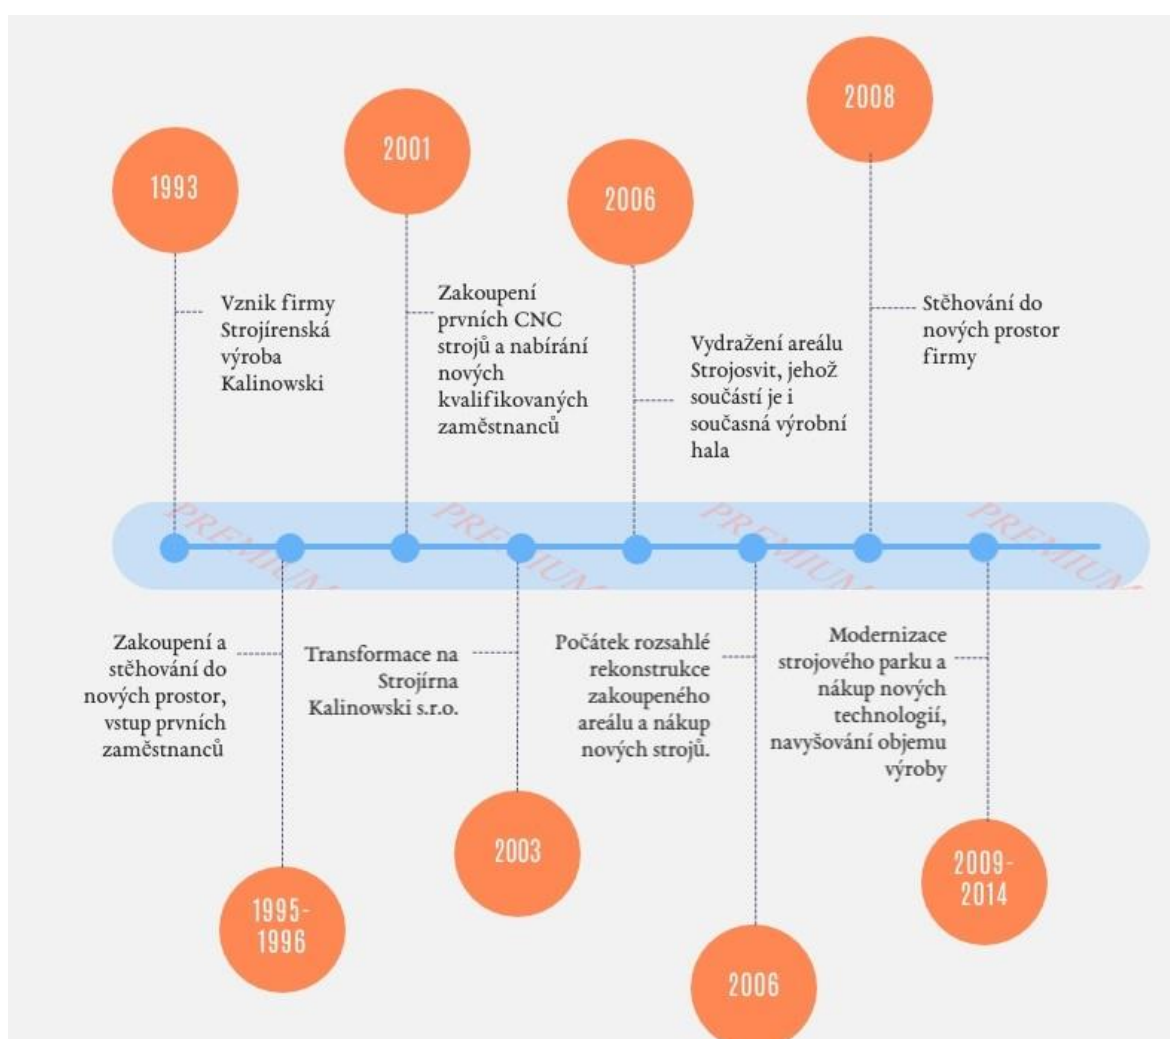 2008
2001
1993
2006
Zakoupení
prvních CNC
strojů a nabírání
nových
kvalifikovaných
zaměstnanců
Vznik firmy
Strojírenská
výroba
Kalinowski
Stěhování do
nových prostor
firmy
Vydražení areálu
Strojosvit, jehož
součástí je i
současná výrobní
hala
PREMIUM
PREMIUM
PREMIUM
PREMIUM
Zakoupení a
stěhování do
nových prostor,
vstup prvních
zaměstnanců
Transformace na
Strojírna
Kalinowski s.r.o.
Počátek rozsahlé
rekonstrukce
zakoupeného
areálu a nákup
nových strojů.
Modernizace
strojového parku a
nákup nových
technologií,
navyšování objemu
výroby
2003
2009-
2014
1995-
1996
2006